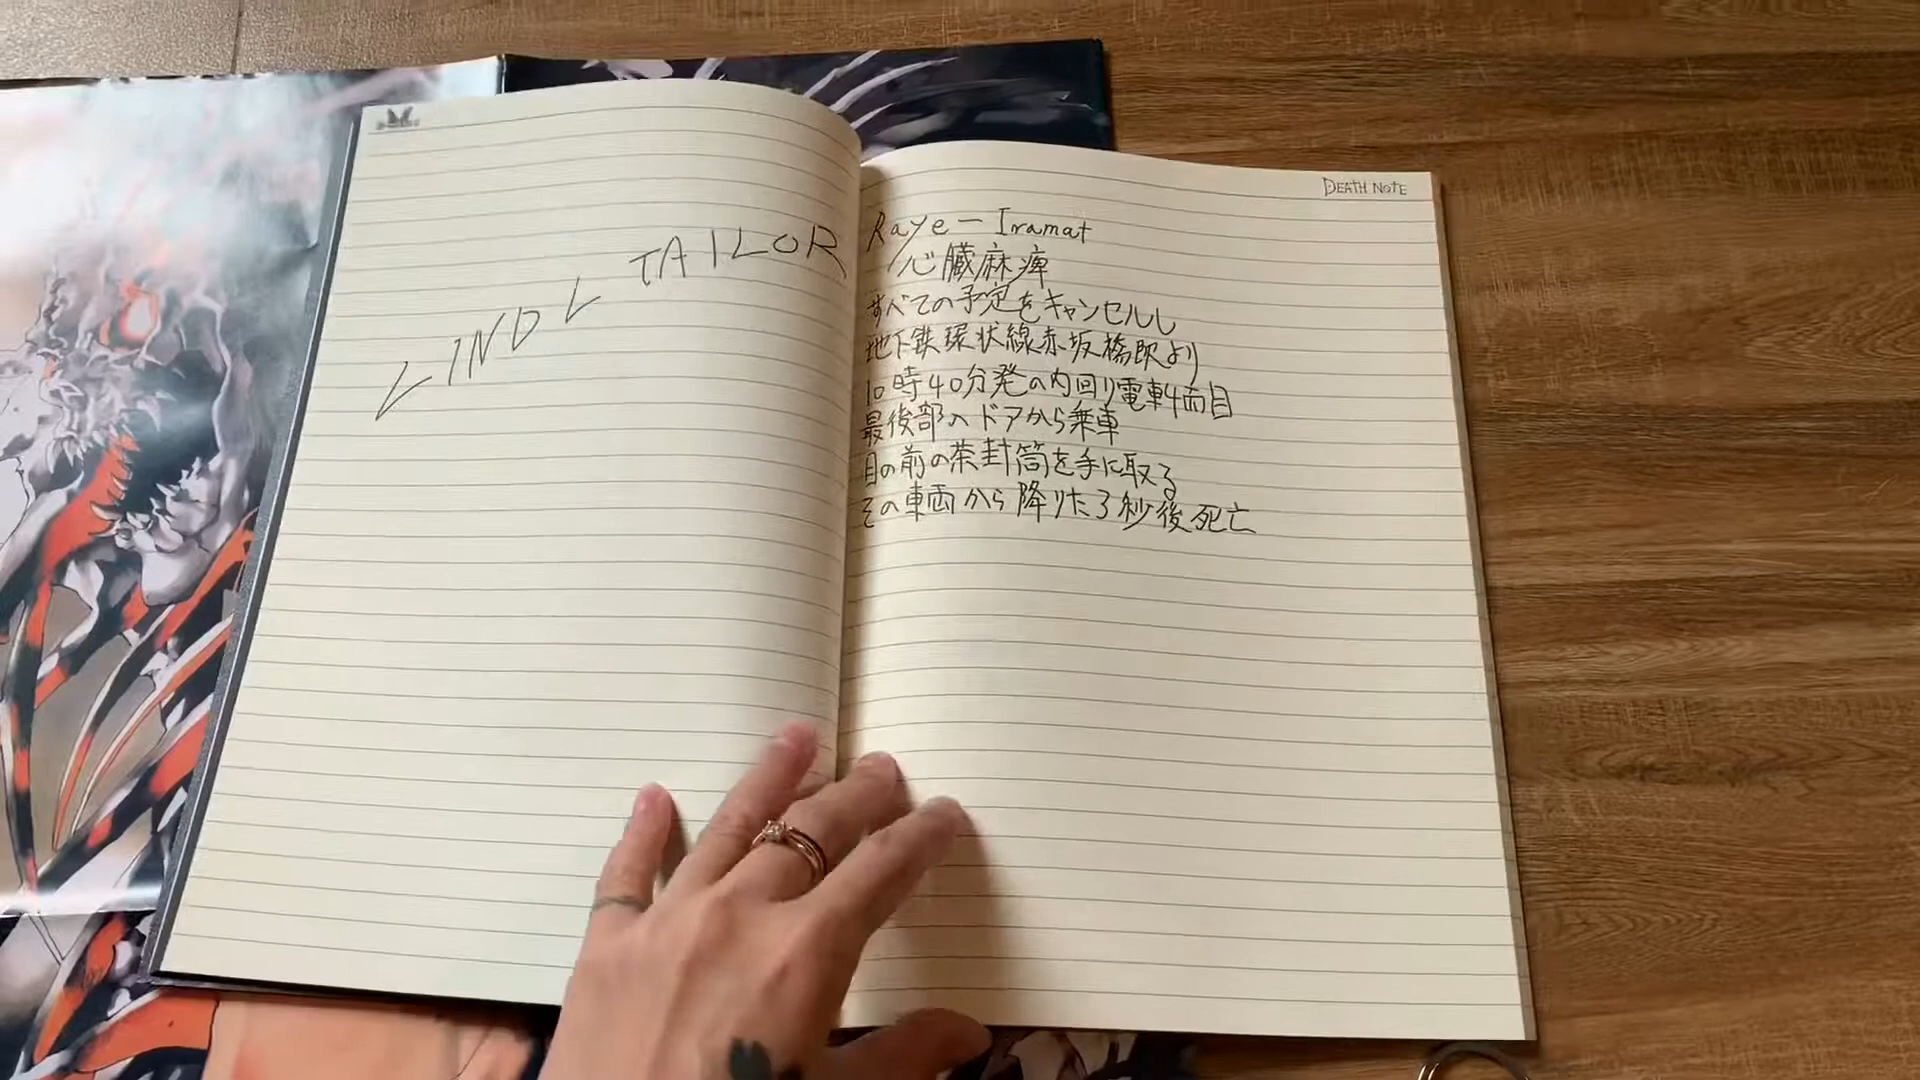 LIND L TAILOR
DEATH NOTE
Raye－Iramat
心臓麻痺
すべての予定をキャンセルし
地下鉄環状線赤坂橋駅より
10時40分発の内回り電車4両目
最後部のドアから乗車
目の前の茶封筒を手に取る
その車両から降りた3秒後死亡